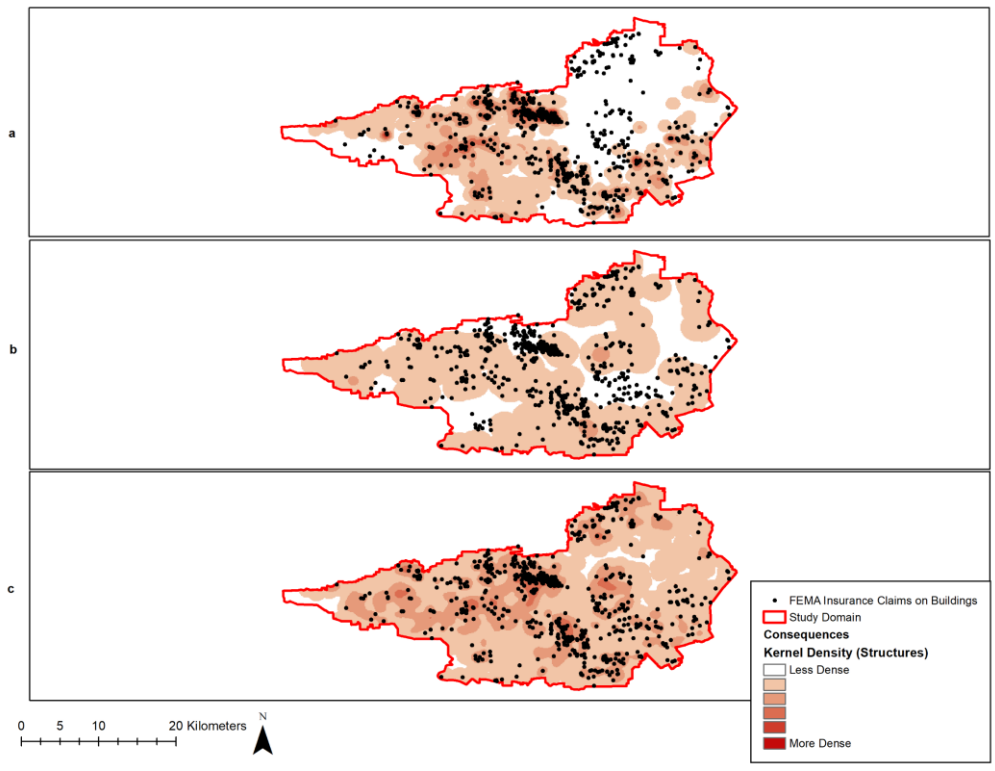 a
b
c
FEMA Insurance Claims on Buildings
Study Domain
Consequences
Kernel Density (Structures)
Less Dense
More Dense
0 5 10 20 Kilometers
N